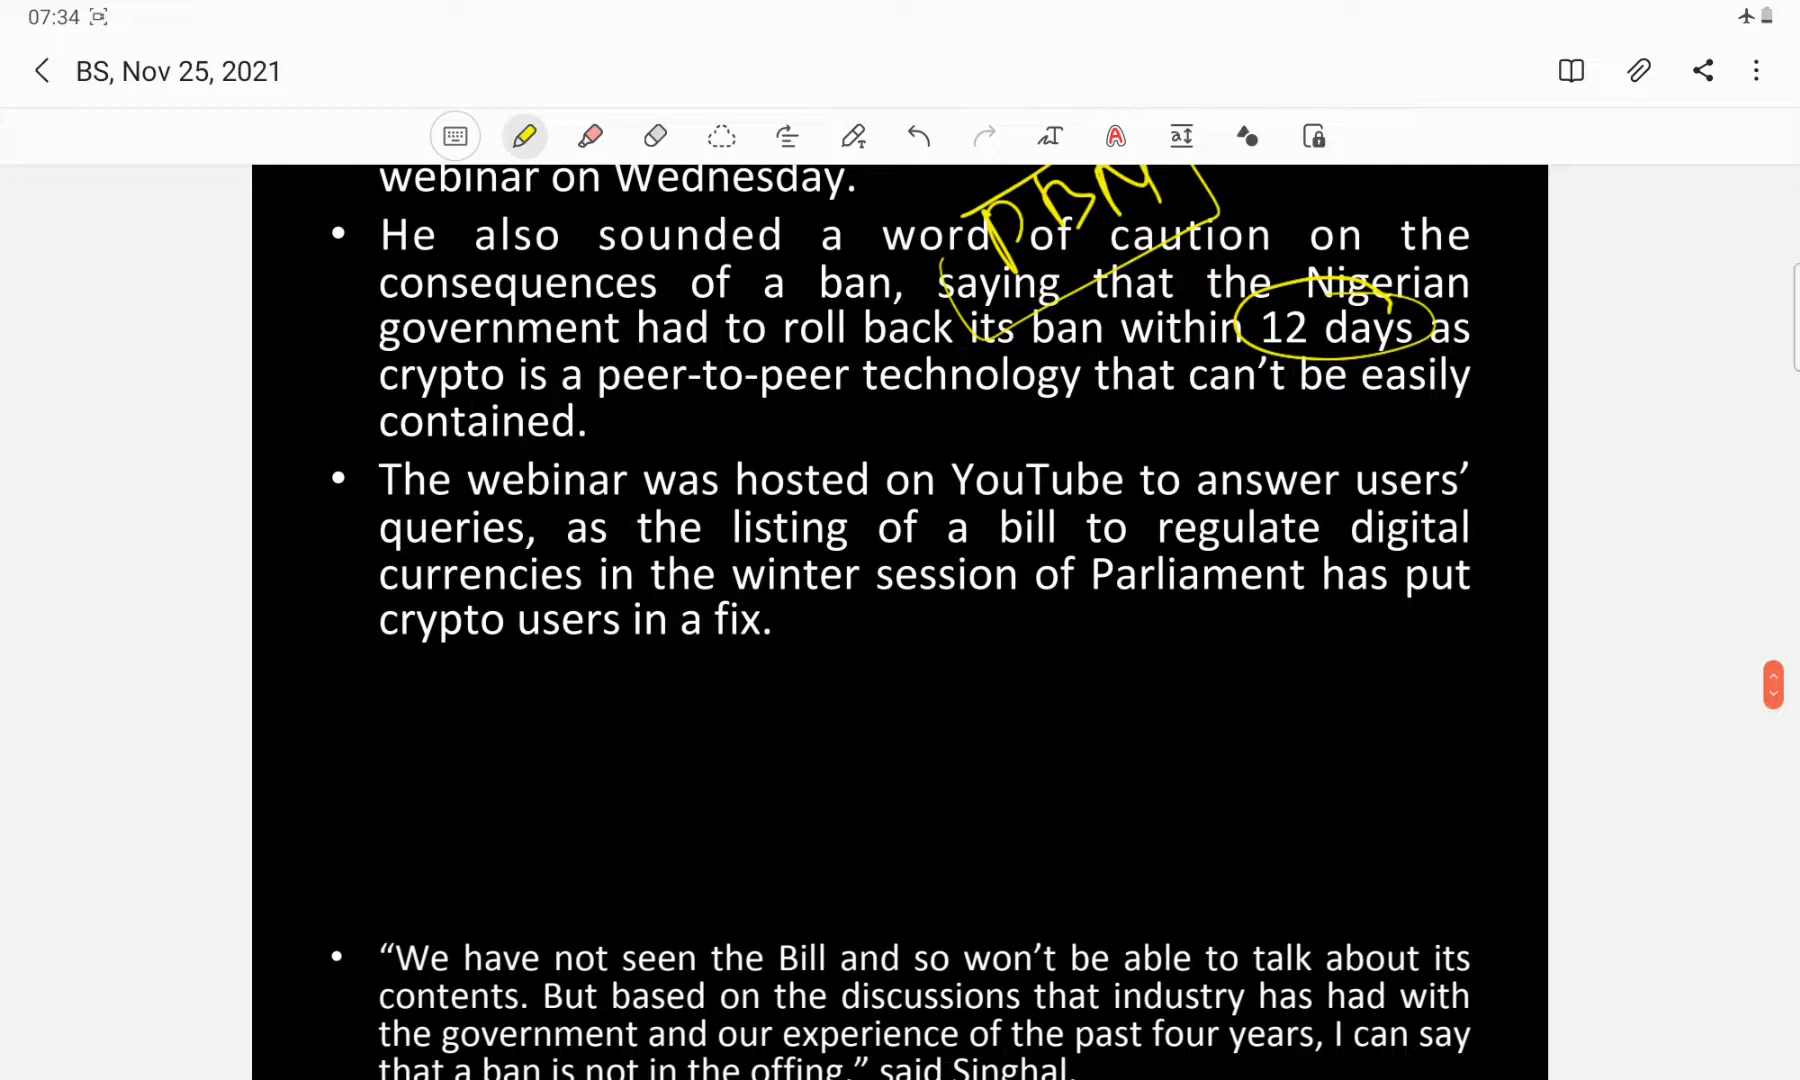 07:34
BS, Nov 25, 2021
webinar on Wednesday.
• He also sounded a word of caution on the
consequences of a ban, saying that the Nigerian
government had to roll back its ban within 12 days as
crypto is a peer-to-peer technology that can’t be easily
contained.
• The webinar was hosted on YouTube to answer users’
queries, as the listing of a bill to regulate digital
currencies in the winter session of Parliament has put
crypto users in a fix.
• “We have not seen the Bill and so won’t be able to talk about its
contents. But based on the discussions that industry has had with
the government and our experience of the past four years, I can say
that a ban is not in the offing,” said Singhal.